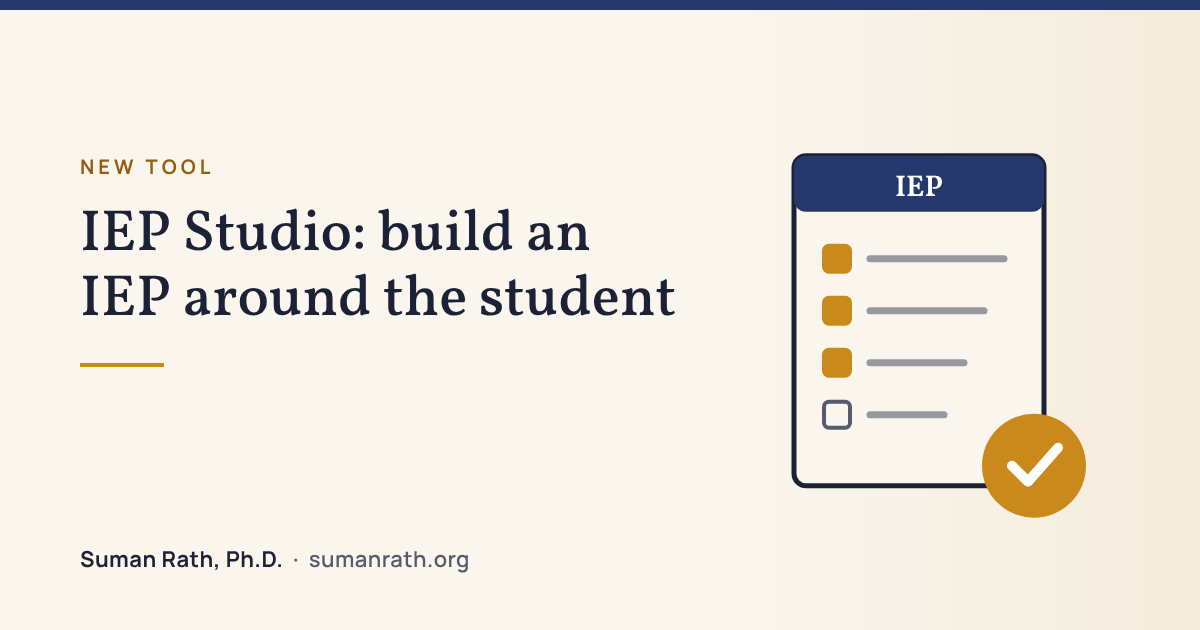 NEW TOOL
IEP Studio: build an
IEP around the student
IEP
Suman Rath, Ph.D. · sumanrath.org